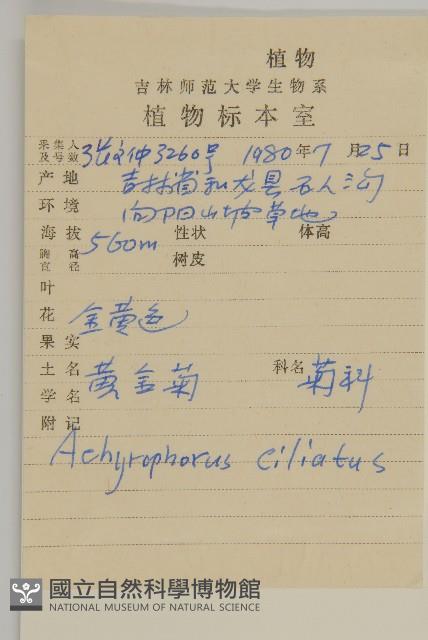 植物
吉林师范大学生物系
植物标本室
采集人及号数 3260号 1980年7月25日
产地 吉林省和龙县石人沟
环境 向阳山坡草地
海拔 560m 性状 体高
胸高直径 树皮
叶
花 金黄色
果实
土名 黄金菊 科名 菊科
学名
附记
Achyrophorus ciliatus
國立自然科學博物館
NATIONAL MUSEUM OF NATURAL SCIENCE